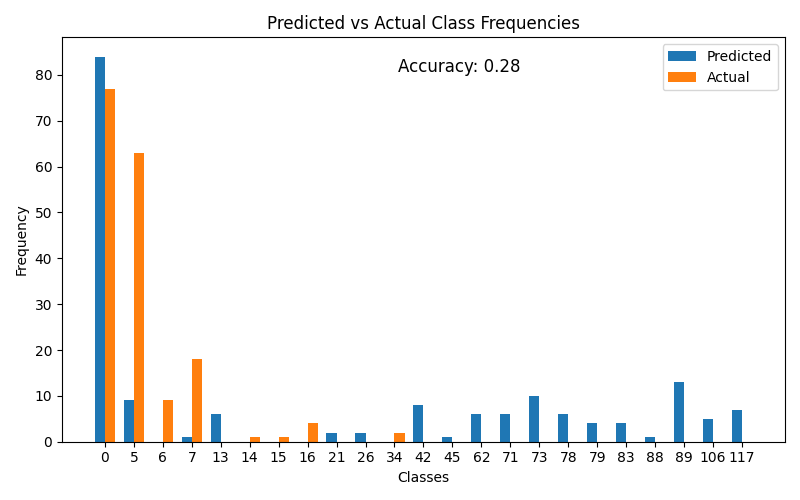 Predicted vs Actual Class Frequencies
Accuracy: 0.28
Predicted
Actual
Frequency
80
70
60
50
40
30
20
10
0
0 5 6 7 13 14 15 16 21 26 34 42 45 62 71 73 78 79 83 88 89 106 117
Classes